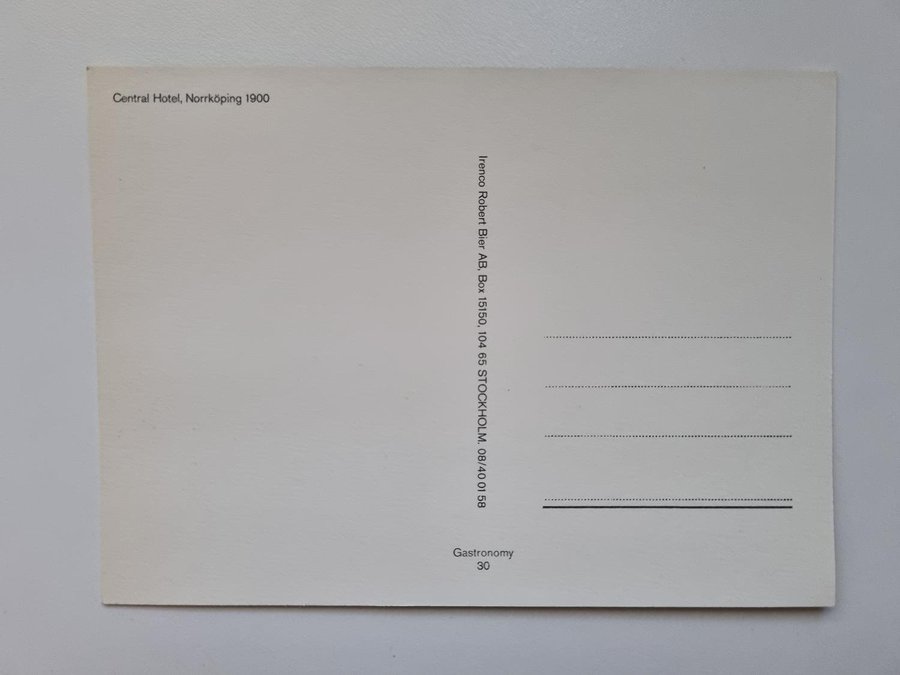 Central Hotel, Norrköping 1900
Irenco Robert Bier AB, Box 15150, 104 65 STOCKHOLM. 08/40 01 58
Gastronomy
30